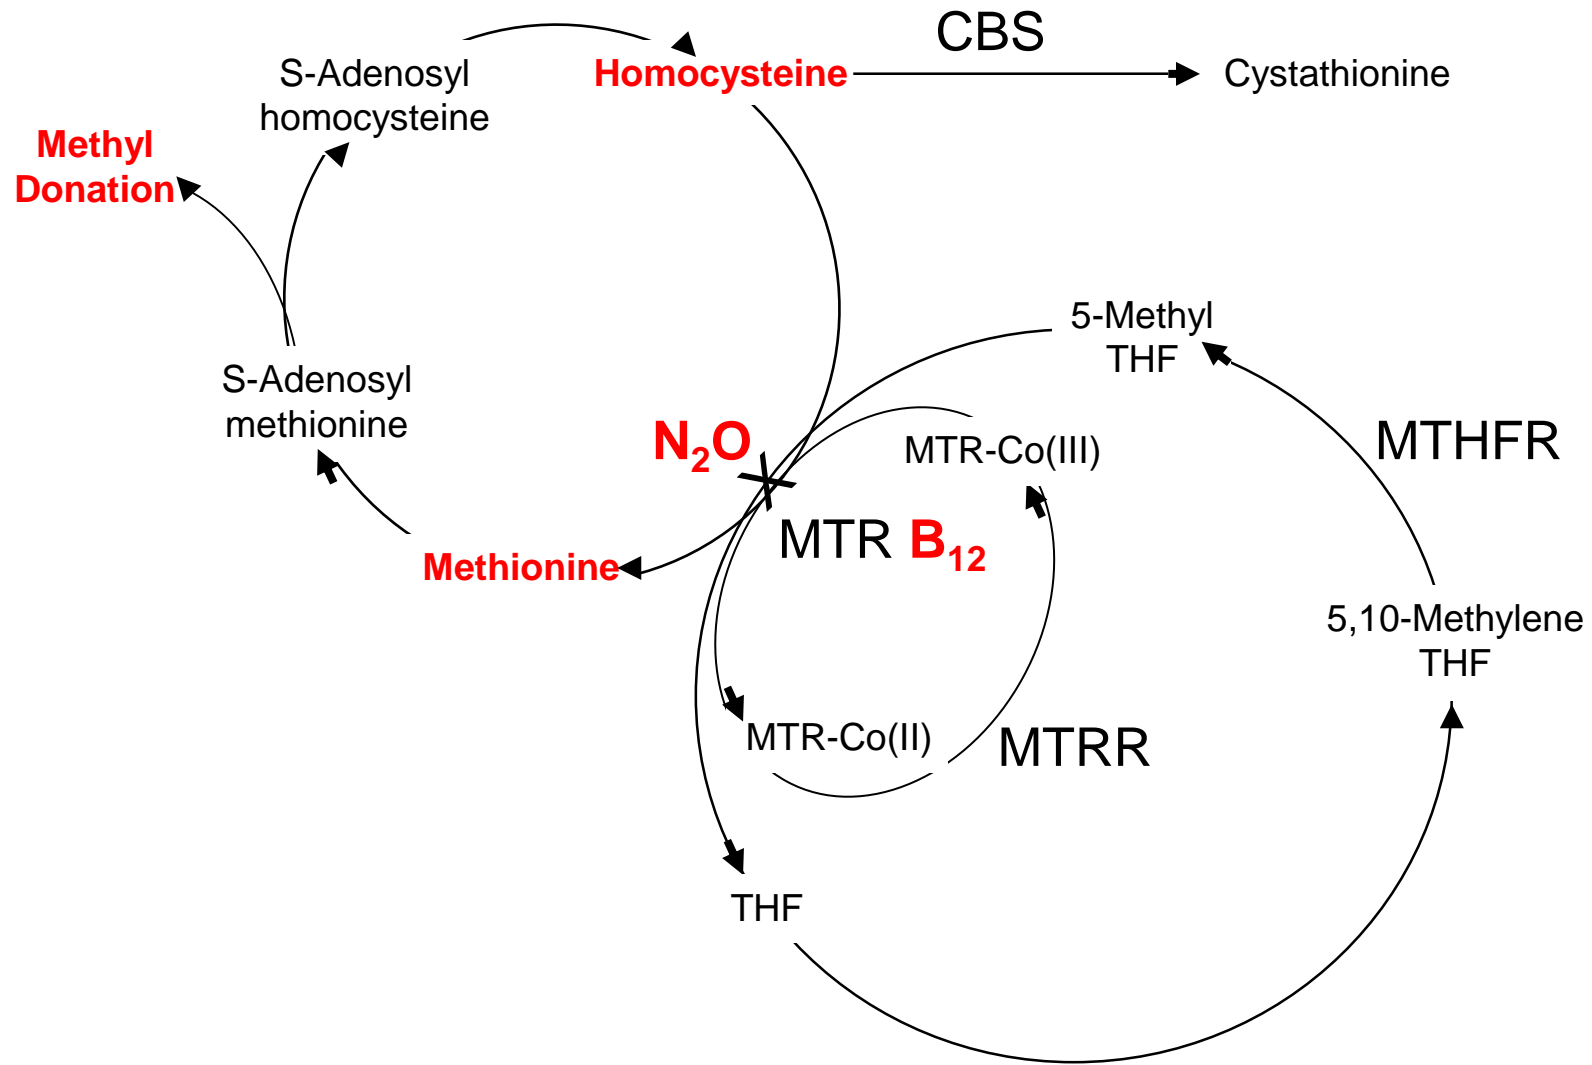 CBS
S-Adenosyl
homocysteine
Homocysteine
Cystathionine
Methyl
Donation
5-Methyl
THF
S-Adenosyl
methionine
N₂O
MTR-Co(III)
MTHFR
MTR B₁₂
Methionine
5,10-Methylene
THF
MTR-Co(II)
MTRR
THF